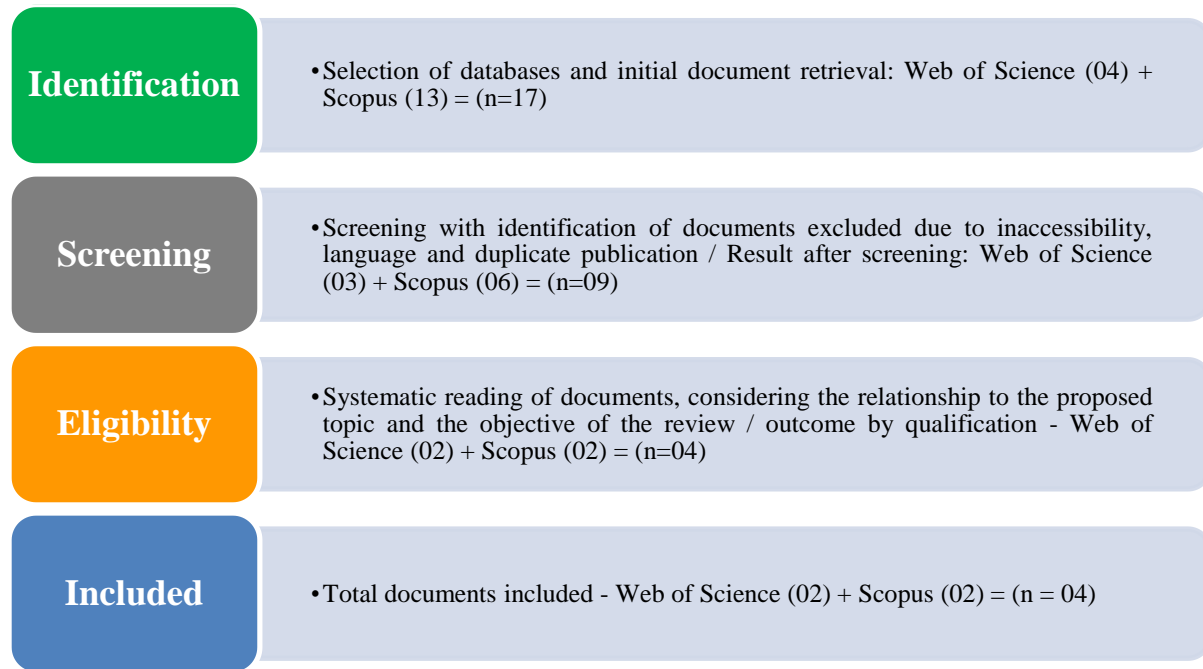 Identification
•Selection of databases and initial document retrieval: Web of Science (04) +
Scopus (13) = (n=17)
Screening
•Screening with identification of documents excluded due to inaccessibility,
language and duplicate publication / Result after screening: Web of Science
(03) + Scopus (06) = (n=09)
Eligibility
•Systematic reading of documents, considering the relationship to the proposed
topic and the objective of the review / outcome by qualification - Web of
Science (02) + Scopus (02) = (n=04)
Included
•Total documents included - Web of Science (02) + Scopus (02) = (n = 04)